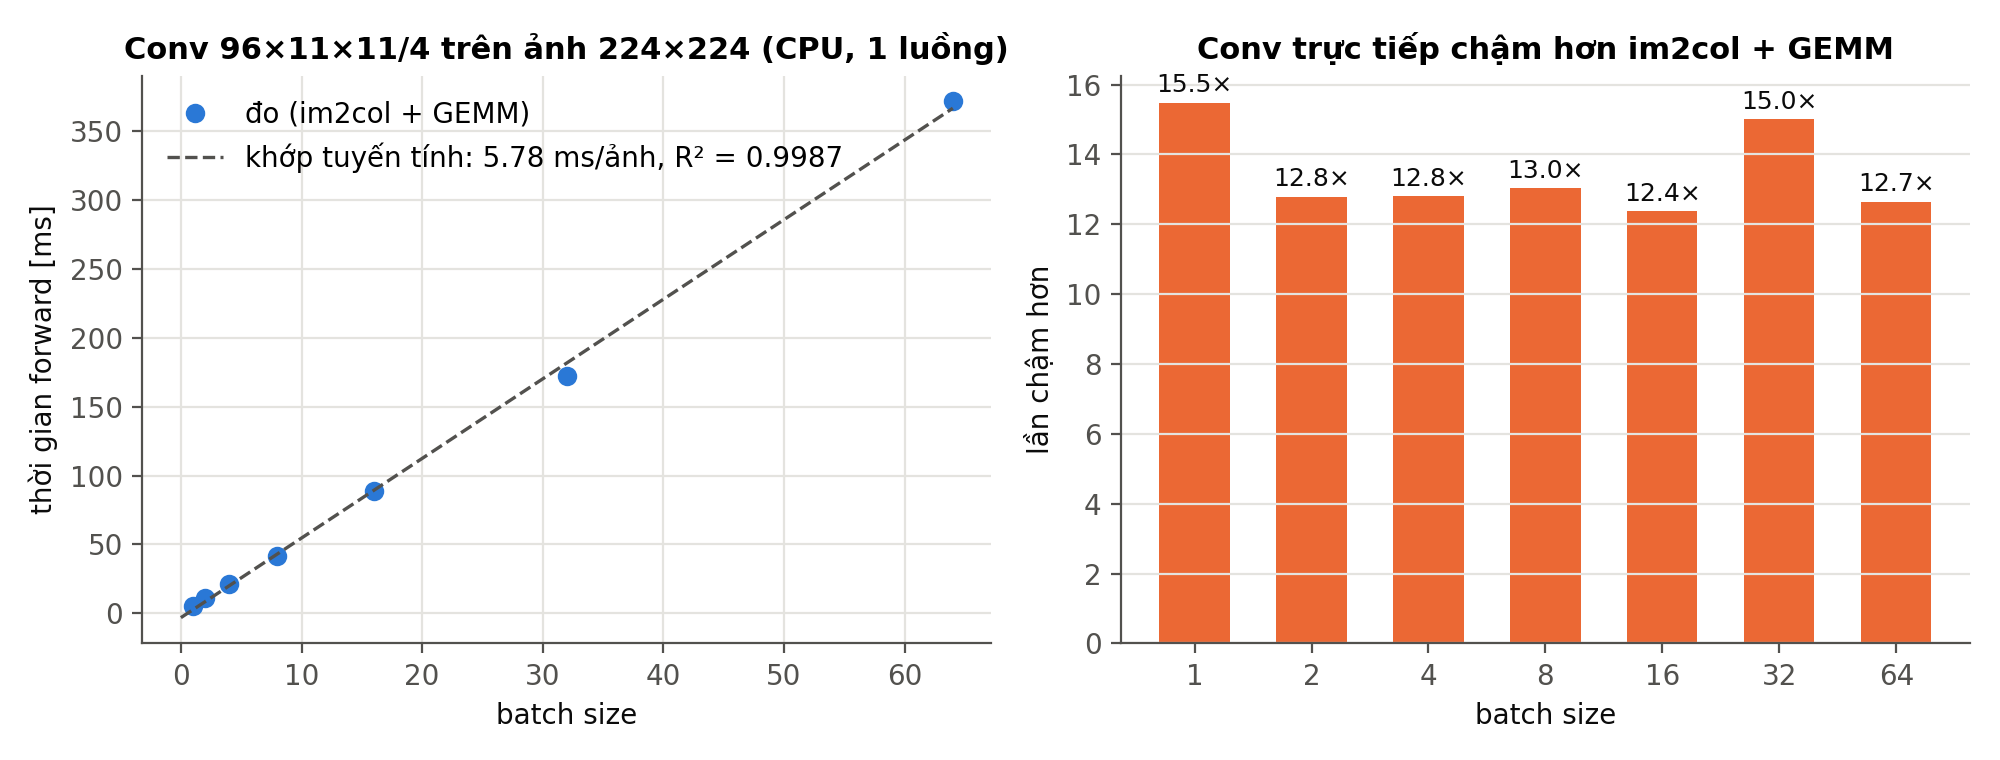 Conv 96×11×11/4 trên ảnh 224×224 (CPU, 1 luồng)
đo (im2col + GEMM)
khớp tuyến tính: 5.78 ms/ảnh, R² = 0.9987
thời gian forward [ms]
350
300
250
200
150
100
50
0
0 10 20 30 40 50 60
batch size
Conv trực tiếp chậm hơn im2col + GEMM
lần chậm hơn
16
14
12
10
8
6
4
2
0
15.5× 12.8× 12.8× 13.0× 12.4× 15.0× 12.7×
1 2 4 8 16 32 64
batch size